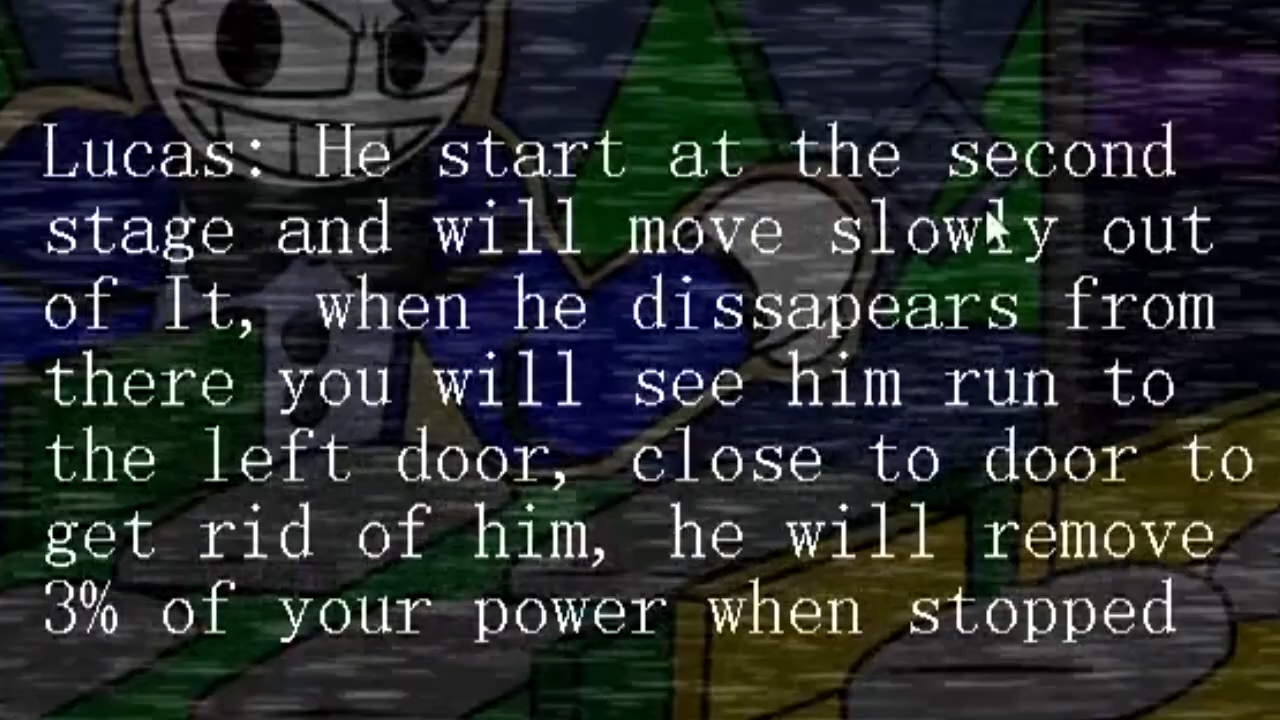 Lucas: He start at the second
stage and will move slowly out
of It, when he dissapears from
there you will see him run to
the left door, close to door to
get rid of him, he will remove
3% of your power when stopped